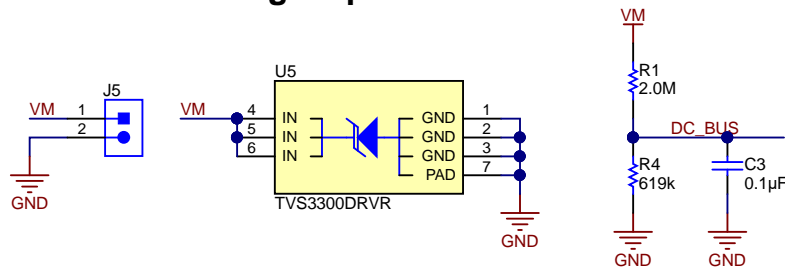 J5
VM 1
2
GND
U5
VM
4 IN GND 1
5 IN GND 2
6 IN GND 3
PAD 7
TVS3300DRVR
GND
VM
R1
2.0M
DC_BUS
R4
619k
C3
0.1µF
GND
GND